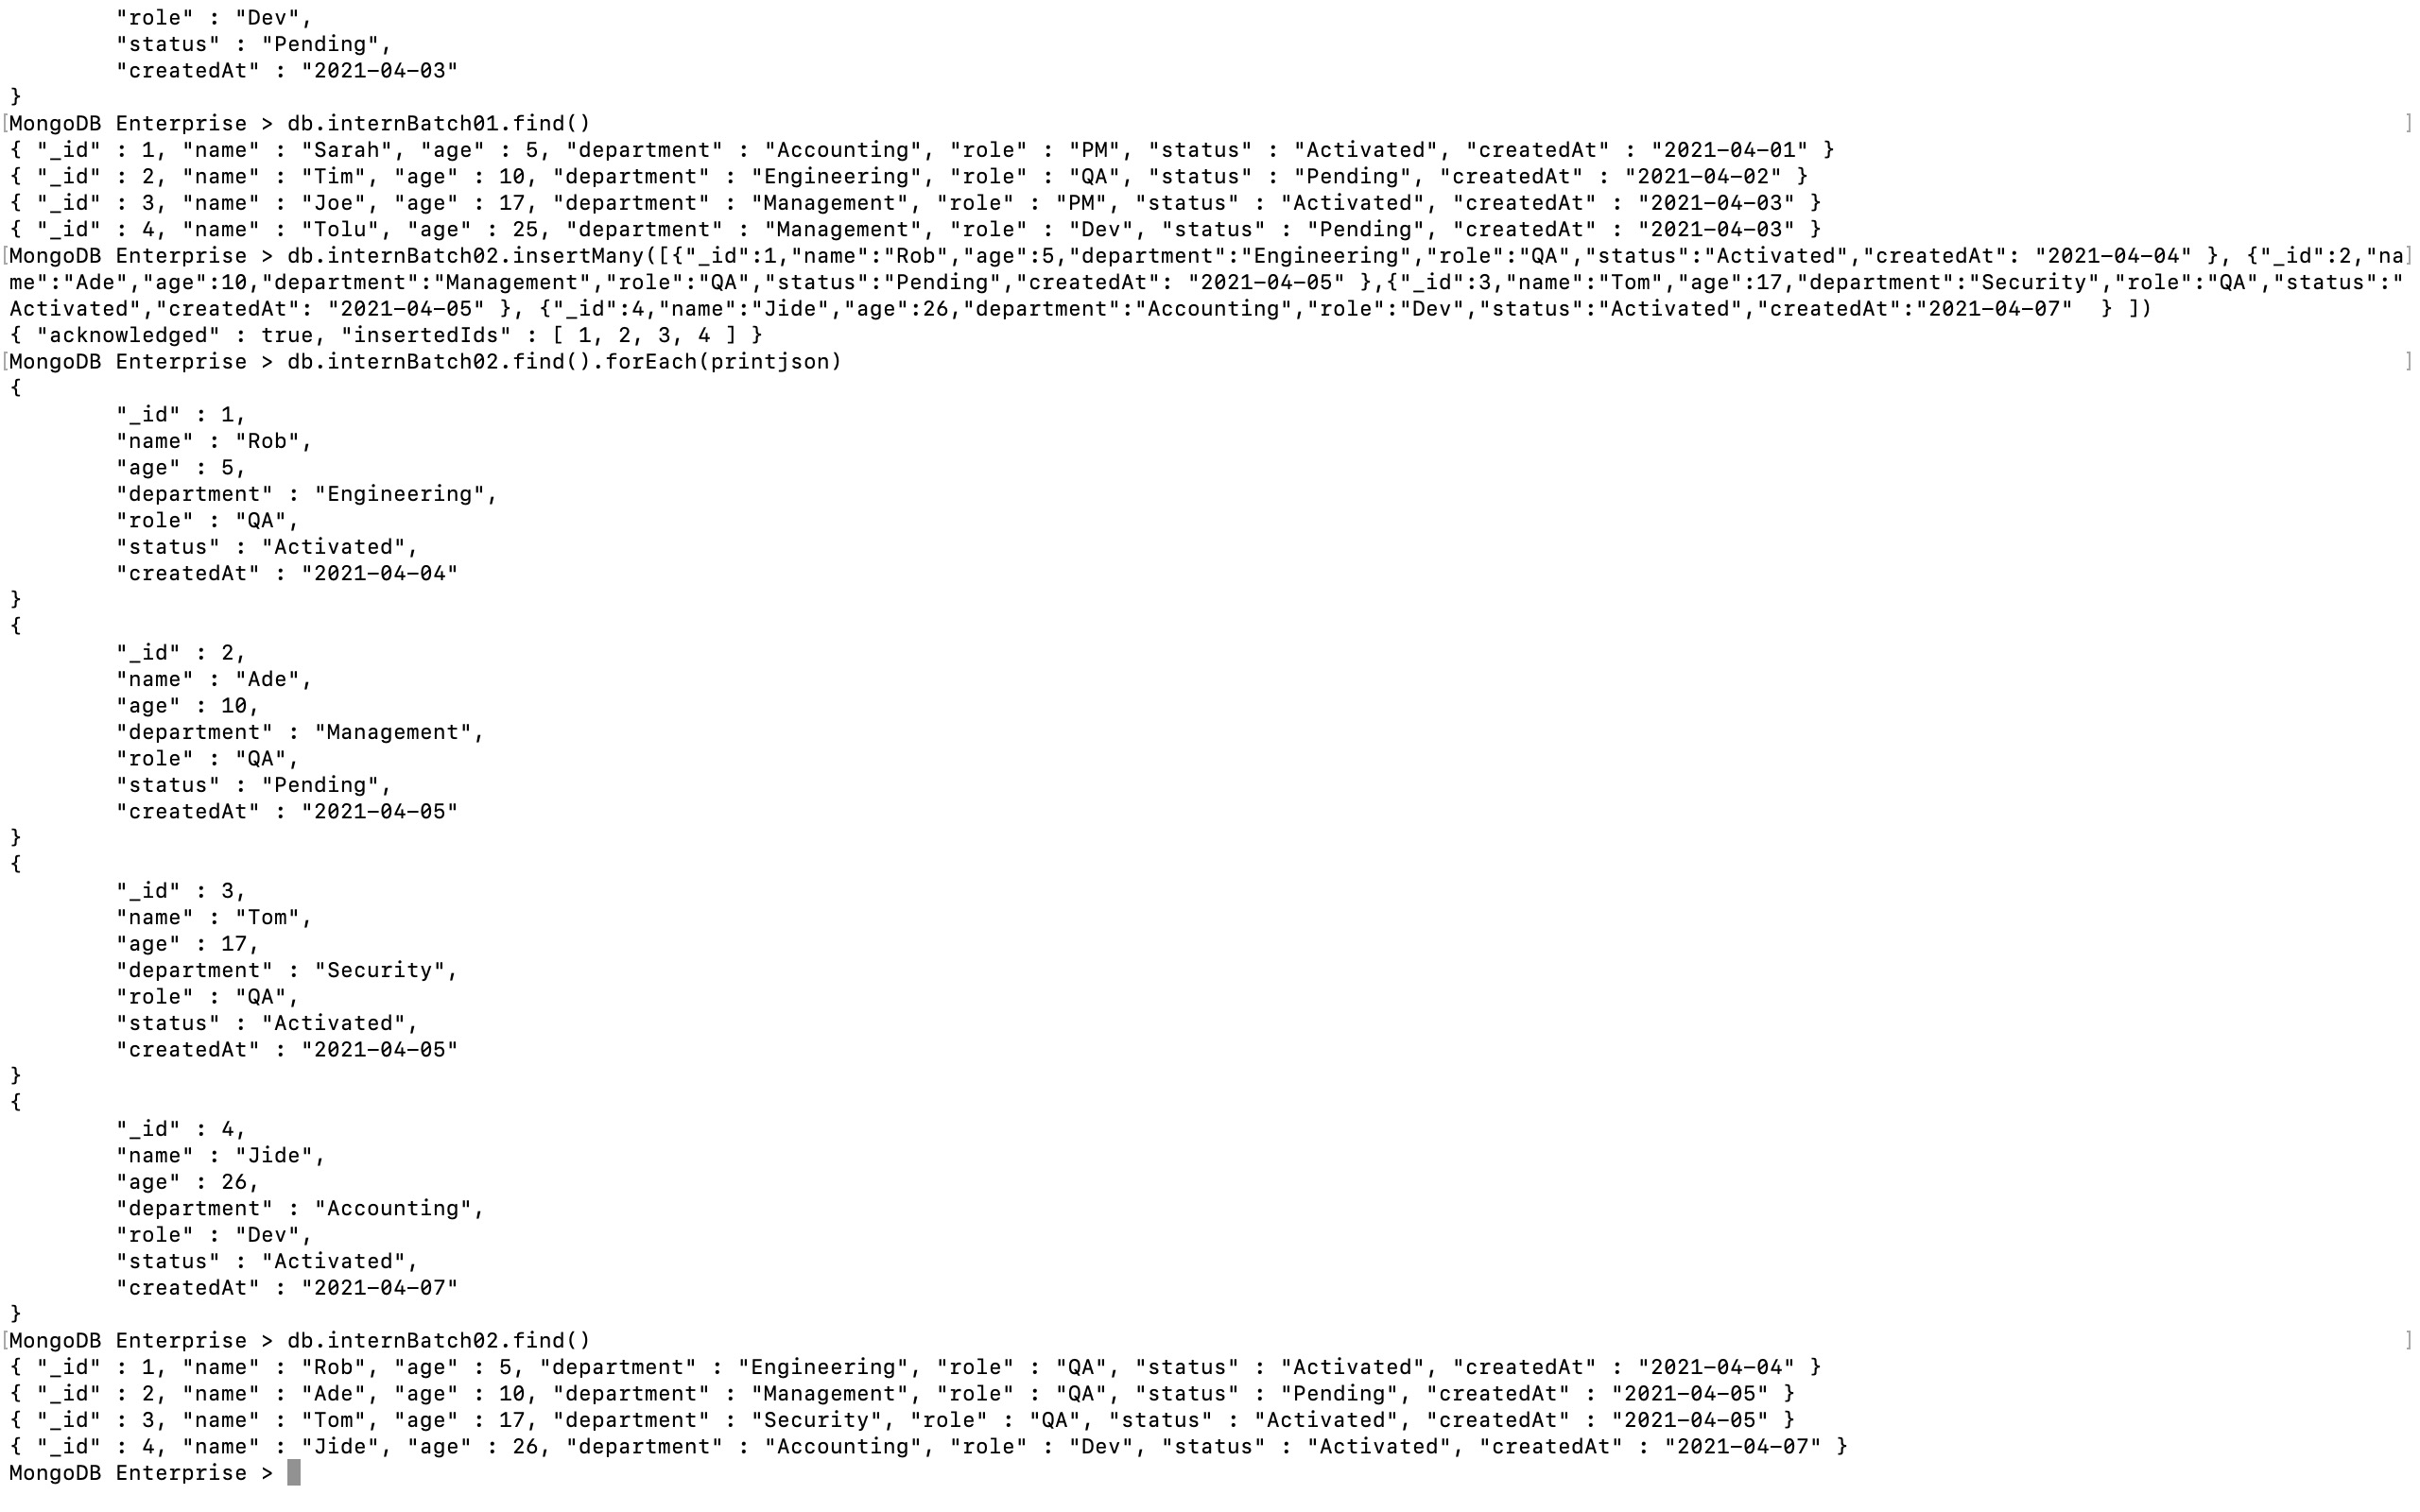 "role" : "Dev",
        "status" : "Pending",
        "createdAt" : "2021-04-03"
}
[MongoDB Enterprise > db.internBatch01.find() ]
{ "_id" : 1, "name" : "Sarah", "age" : 5, "department" : "Accounting", "role" : "PM", "status" : "Activated", "createdAt" : "2021-04-01" }
{ "_id" : 2, "name" : "Tim", "age" : 10, "department" : "Engineering", "role" : "QA", "status" : "Pending", "createdAt" : "2021-04-02" }
{ "_id" : 3, "name" : "Joe", "age" : 17, "department" : "Management", "role" : "PM", "status" : "Activated", "createdAt" : "2021-04-03" }
{ "_id" : 4, "name" : "Tolu", "age" : 25, "department" : "Management", "role" : "Dev", "status" : "Pending", "createdAt" : "2021-04-03" }
[MongoDB Enterprise > db.internBatch02.insertMany([{"_id":1,"name":"Rob","age":5,"department":"Engineering","role":"QA","status":"Activated","createdAt": "2021-04-04" }, {"_id":2,"na]
me":"Ade","age":10,"department":"Management","role":"QA","status":"Pending","createdAt": "2021-04-05" },{"_id":3,"name":"Tom","age":17,"department":"Security","role":"QA","status":"
Activated","createdAt": "2021-04-05" }, {"_id":4,"name":"Jide","age":26,"department":"Accounting","role":"Dev","status":"Activated","createdAt":"2021-04-07"  } ])
{ "acknowledged" : true, "insertedIds" : [ 1, 2, 3, 4 ] }
[MongoDB Enterprise > db.internBatch02.find().forEach(printjson) ]
{
        "_id" : 1,
        "name" : "Rob",
        "age" : 5,
        "department" : "Engineering",
        "role" : "QA",
        "status" : "Activated",
        "createdAt" : "2021-04-04"
}
{
        "_id" : 2,
        "name" : "Ade",
        "age" : 10,
        "department" : "Management",
        "role" : "QA",
        "status" : "Pending",
        "createdAt" : "2021-04-05"
}
{
        "_id" : 3,
        "name" : "Tom",
        "age" : 17,
        "department" : "Security",
        "role" : "QA",
        "status" : "Activated",
        "createdAt" : "2021-04-05"
}
{
        "_id" : 4,
        "name" : "Jide",
        "age" : 26,
        "department" : "Accounting",
        "role" : "Dev",
        "status" : "Activated",
        "createdAt" : "2021-04-07"
}
[MongoDB Enterprise > db.internBatch02.find() ]
{ "_id" : 1, "name" : "Rob", "age" : 5, "department" : "Engineering", "role" : "QA", "status" : "Activated", "createdAt" : "2021-04-04" }
{ "_id" : 2, "name" : "Ade", "age" : 10, "department" : "Management", "role" : "QA", "status" : "Pending", "createdAt" : "2021-04-05" }
{ "_id" : 3, "name" : "Tom", "age" : 17, "department" : "Security", "role" : "QA", "status" : "Activated", "createdAt" : "2021-04-05" }
{ "_id" : 4, "name" : "Jide", "age" : 26, "department" : "Accounting", "role" : "Dev", "status" : "Activated", "createdAt" : "2021-04-07" }
MongoDB Enterprise >